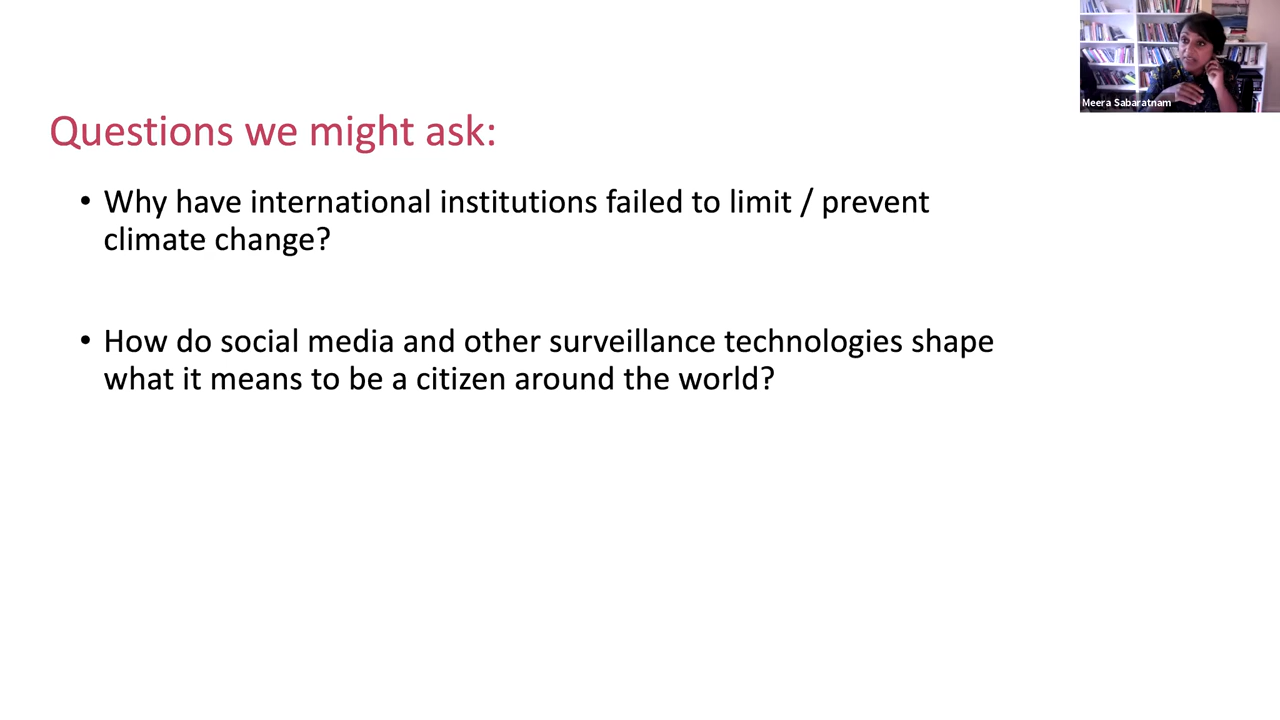 Meera Sabaratnam
Questions we might ask:
• Why have international institutions failed to limit / prevent
climate change?
• How do social media and other surveillance technologies shape
what it means to be a citizen around the world?